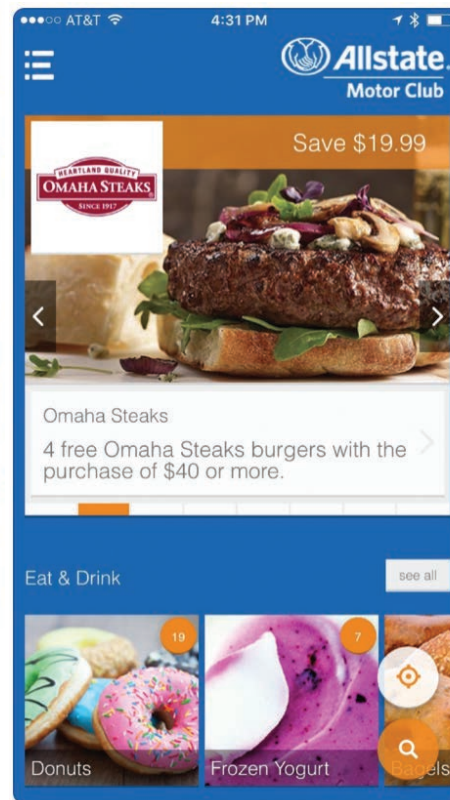 AT&T 4:31 PM
Allstate.
Motor Club
Save $19.99
HEARTLAND QUALITY
OMAHA STEAKS
SINCE 1917
Omaha Steaks
4 free Omaha Steaks burgers with the
purchase of $40 or more.
Eat & Drink
see all
19
7
Donuts
Frozen Yogurt
Bagels